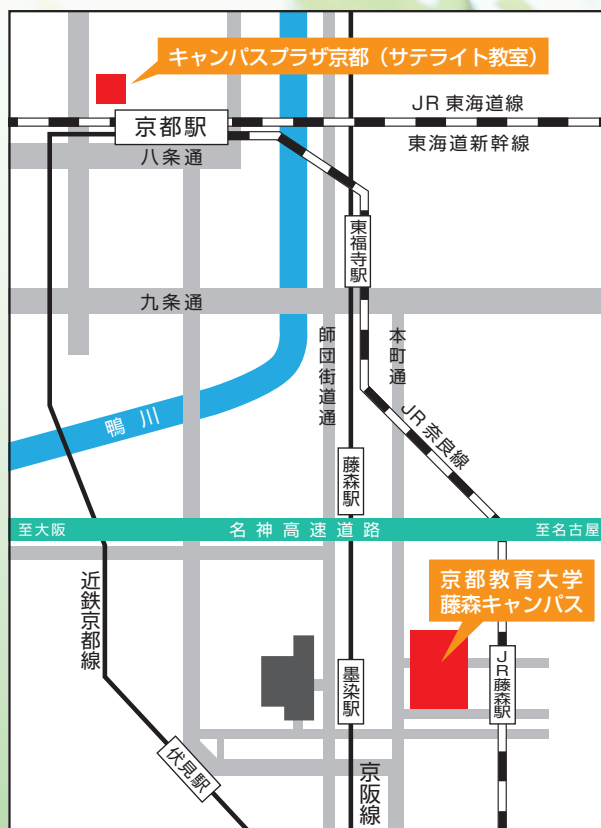 キャンパスプラザ京都（サテライト教室）
JR東海道線
京都駅
東海道新幹線
八条通
東福寺駅
九条通
師団街道通
本町通
鴨川
JR奈良線
藤森駅
至大阪
名神高速道路
至名古屋
京都教育大学
藤森キャンパス
近鉄京都線
墨染駅
JR藤森駅
伏見駅
京阪線